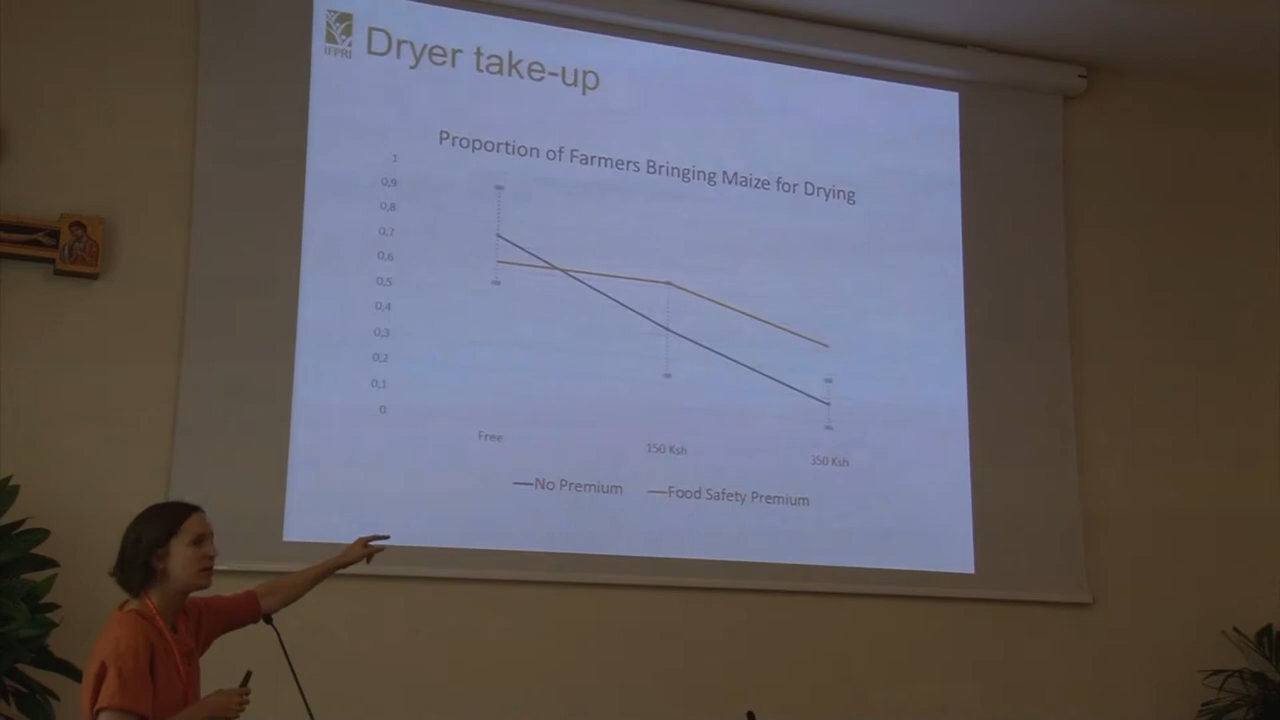 IFPRI
Dryer take-up
Proportion of Farmers Bringing Maize for Drying
1
0,9
0,8
0,7
0,6
0,5
0,4
0,3
0,2
0,1
0
Free
150 Ksh
350 Ksh
No Premium
Food Safety Premium